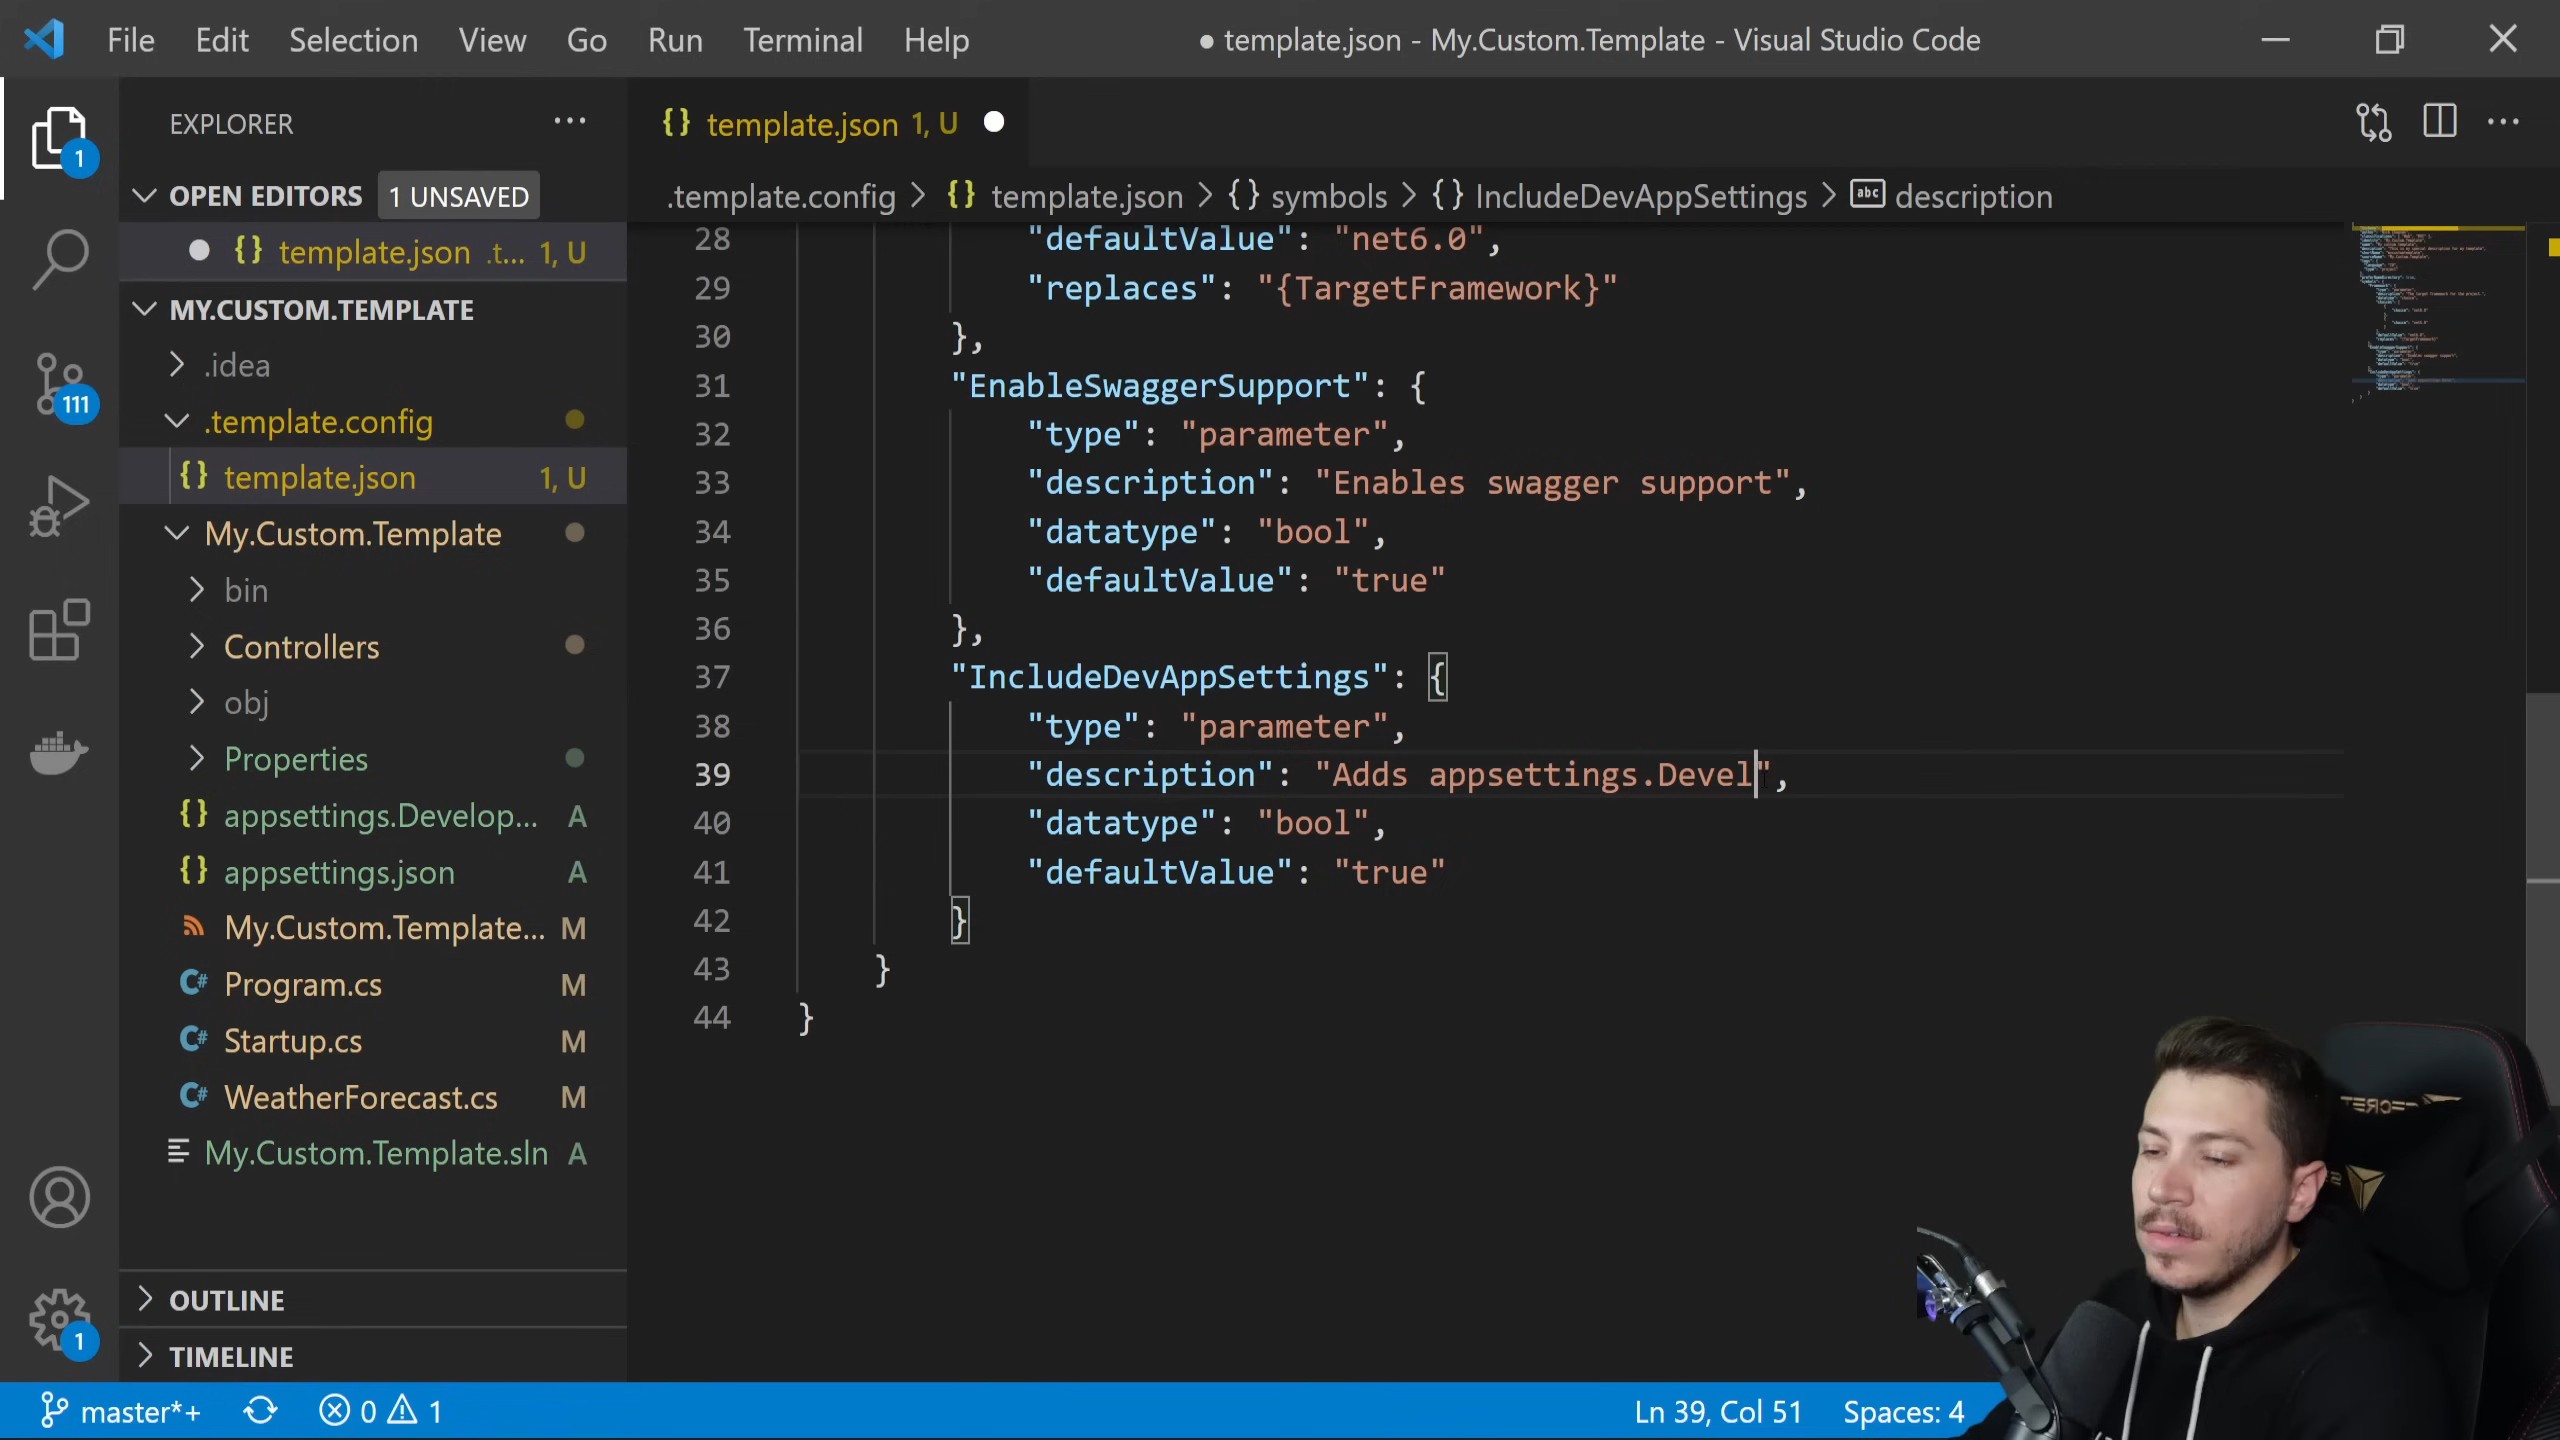 File Edit Selection View Go Run Terminal Help
● template.json - My.Custom.Template - Visual Studio Code
EXPLORER
OPEN EDITORS 1 UNSAVED
{} template.json .t... 1, U
MY.CUSTOM.TEMPLATE
.idea
.template.config
{} template.json 1, U
My.Custom.Template
bin
Controllers
obj
Properties
{} appsettings.Develop... A
{} appsettings.json A
My.Custom.Template... M
C# Program.cs M
C# Startup.cs M
C# WeatherForecast.cs M
My.Custom.Template.sln A
OUTLINE
TIMELINE
1
111
1
{} template.json 1, U
.template.config > {} template.json > {} symbols > {} IncludeDevAppSettings > abc description
28 "defaultValue": "net6.0",
29 "replaces": "{TargetFramework}"
30 },
31 "EnableSwaggerSupport": {
32 "type": "parameter",
33 "description": "Enables swagger support",
34 "datatype": "bool",
35 "defaultValue": "true"
36 },
37 "IncludeDevAppSettings": {
38 "type": "parameter",
39 "description": "Adds appsettings.Devel",
40 "datatype": "bool",
41 "defaultValue": "true"
42 }
43 }
44 }
master*+ 0 1 Ln 39, Col 51 Spaces: 4